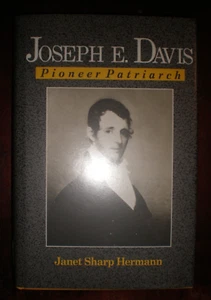 JOSEPH E. DAVIS
Pioneer Patriarch
Janet Sharp Hermann